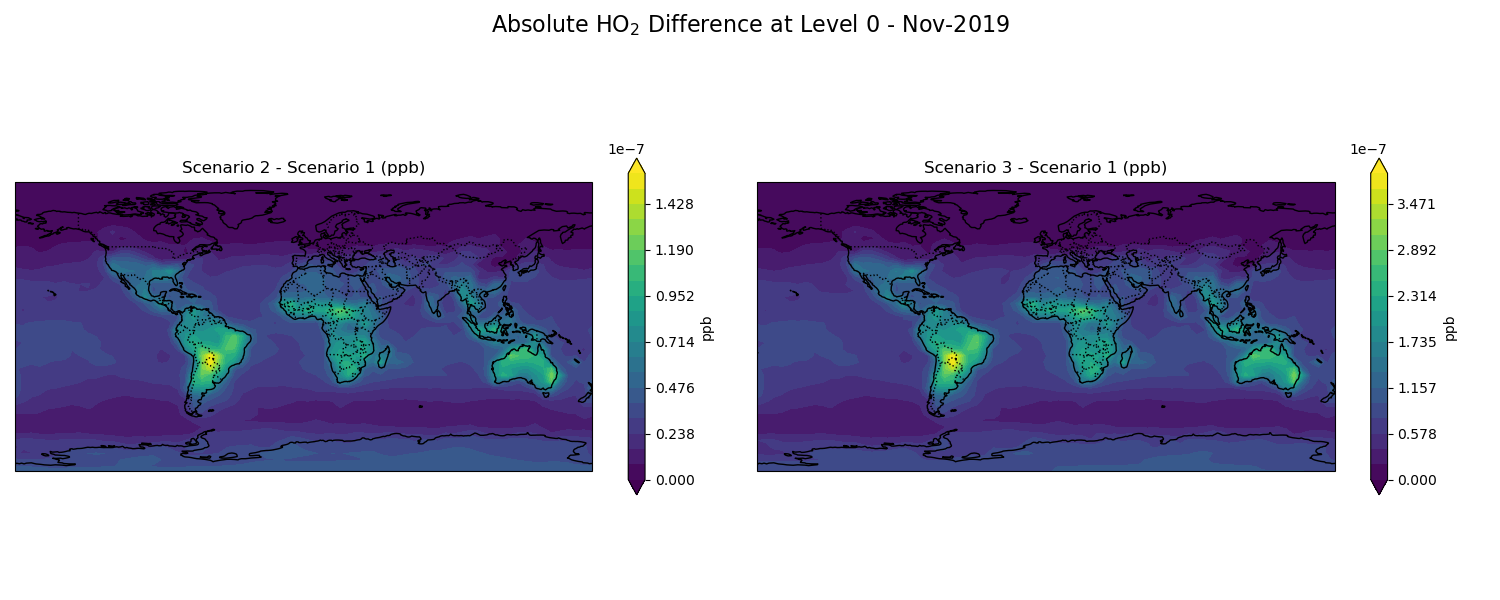 Absolute HO₂ Difference at Level 0 - Nov-2019
Scenario 2 - Scenario 1 (ppb)
1e−7
1.428
1.190
0.952
0.714
0.476
0.238
0.000
ppb
Scenario 3 - Scenario 1 (ppb)
1e−7
3.471
2.892
2.314
1.735
1.157
0.578
0.000
ppb